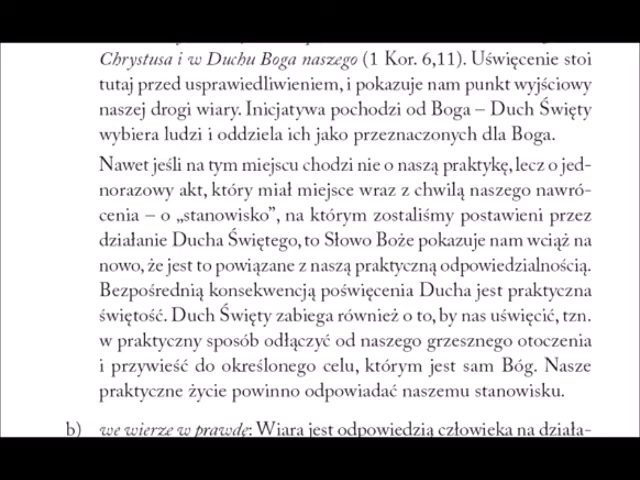 Chrystusa i w Duchu Boga naszego (1 Kor. 6,11). Uświęcenie stoi
tutaj przed usprawiedliwieniem, i pokazuje nam punkt wyjściowy
naszej drogi wiary. Inicjatywa pochodzi od Boga – Duch Święty
wybiera ludzi i oddziela ich jako przeznaczonych dla Boga.
Nawet jeśli na tym miejscu chodzi nie o naszą praktykę, lecz o jed-
norazowy akt, który miał miejsce wraz z chwilą naszego nawró-
cenia – o „stanowisko”, na którym zostaliśmy postawieni przez
działanie Ducha Świętego, to Słowo Boże pokazuje nam wciąż na
nowo, że jest to powiązane z naszą praktyczną odpowiedzialnością.
Bezpośrednią konsekwencją poświęcenia Ducha jest praktyczna
świętość. Duch Święty zabiega również o to, by nas uświęcić, tzn.
w praktyczny sposób odłączyć od naszego grzesznego otoczenia
i przywieść do określonego celu, którym jest sam Bóg. Nasze
praktyczne życie powinno odpowiadać naszemu stanowisku.
b) we wierze w prawdę: Wiara jest odpowiedzią człowieka na działa-